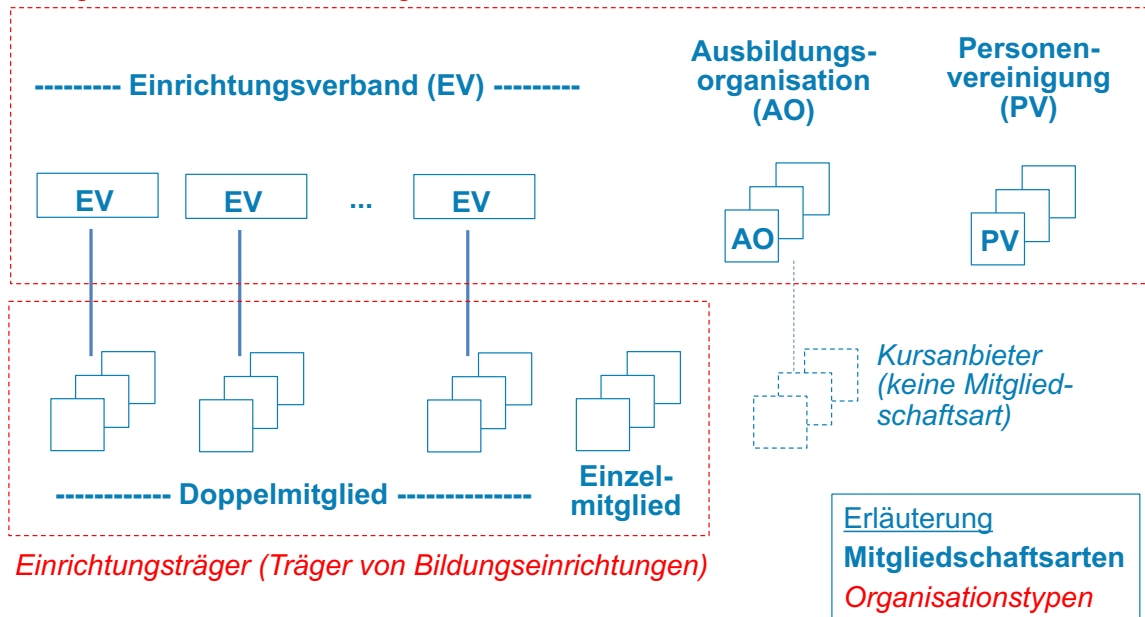 --------- Einrichtungsverband (EV) ---------
Ausbildungs-
organisation
(AO)
Personen-
vereinigung
(PV)
EV
EV
...
EV
AO
PV
Kursanbieter
(keine Mitglied-
schaftsart)
------------ Doppelmitglied --------------
Einzel-
mitglied
Einrichtungsträger (Träger von Bildungseinrichtungen)
Erläuterung
Mitgliedschaftsarten
Organisationstypen